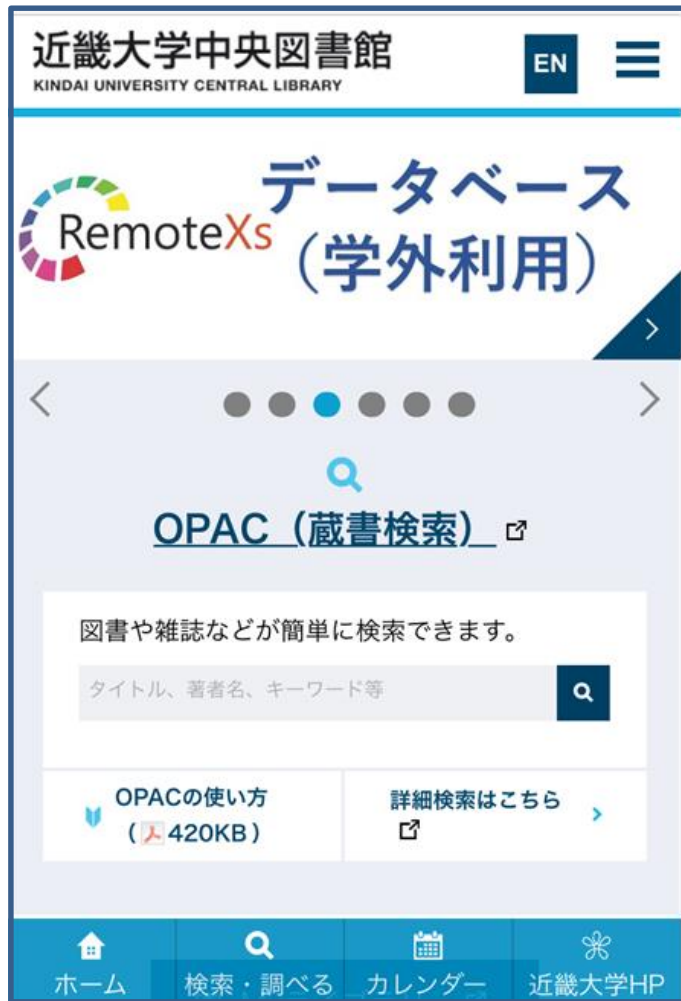 近畿大学中央図書館
KINDAI UNIVERSITY CENTRAL LIBRARY
EN
データベース
RemoteXs
（学外利用）
OPAC（蔵書検索）
図書や雑誌などが簡単に検索できます。
タイトル、著者名、キーワード等
OPACの使い方
（420KB）
詳細検索はこちら
ホーム
検索・調べる
カレンダー
近畿大学HP